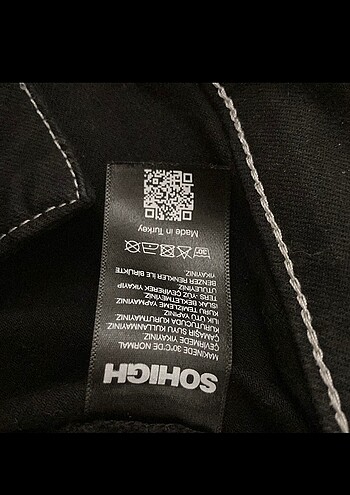 SOHIGH
MAKİNEDE 30°C'DE NORMAL
ÇEVİRMEDE YIKAYINIZ.
ÇAMAŞIR SUYU KULLANMAYINIZ.
KURUTUCUDA KURUTMAYINIZ.
ILIK ÜTÜ YAPINIZ.
KURU TEMİZLEME YAPMAYINIZ.
ISLAK BEKLETMEYİNİZ.
TERS - YÜZ ÇEVİREREK YIKAYIP
ÜTÜLEYİNİZ.
BENZER RENKLER İLE BİRLİKTE
YIKAYINIZ.
30°
Made in Turkey